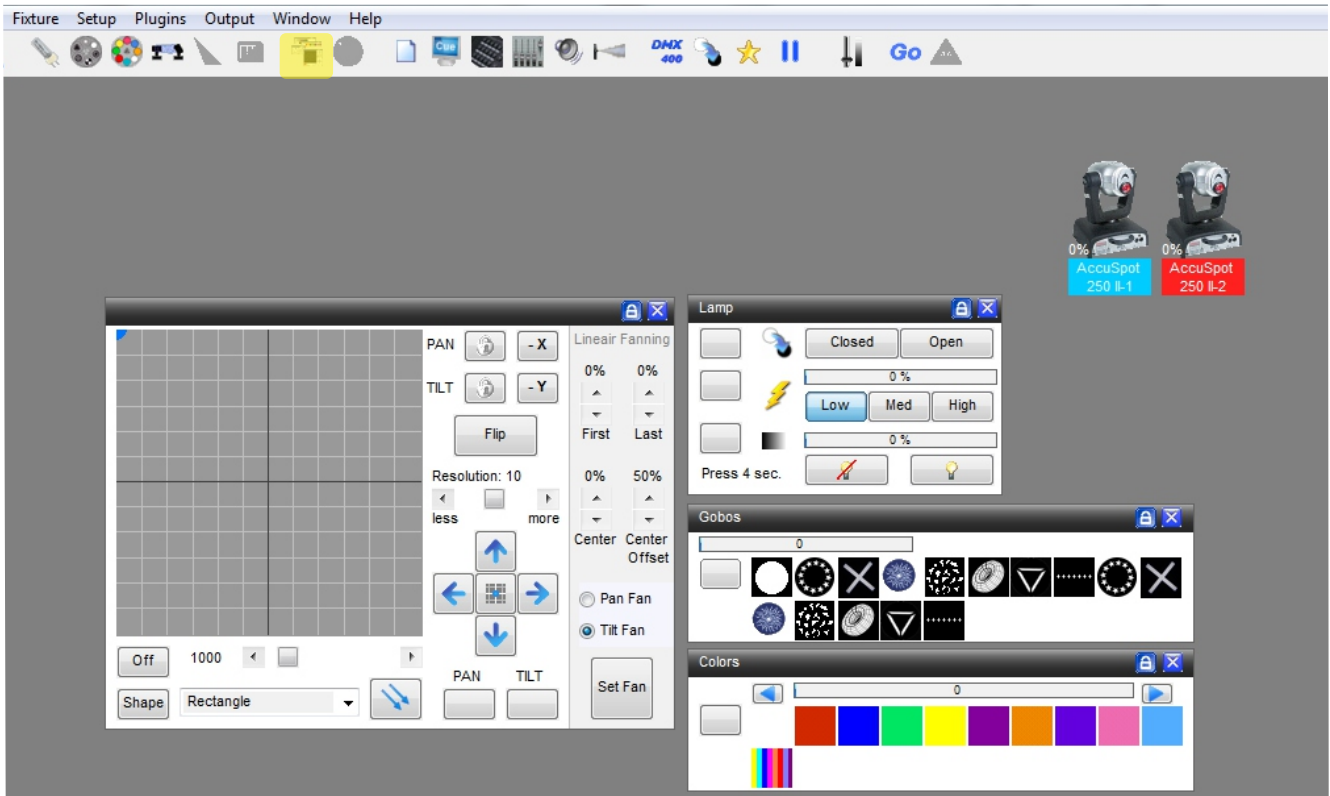 Fixture Setup Plugins Output Window Help
Cue DMX 400 Go
0% 0%
AccuSpot 250 II-1
AccuSpot 250 II-2
PAN - X
TILT - Y
Flip
Resolution: 10
less more
PAN TILT
Off 1000
Shape Rectangle
Lineair Fanning
0% 0%
First Last
0% 50%
Center Center Offset
Pan Fan
Tilt Fan
Set Fan
Lamp
Closed Open
0 %
Low Med High
0 %
Press 4 sec.
Gobos
0
Colors
0